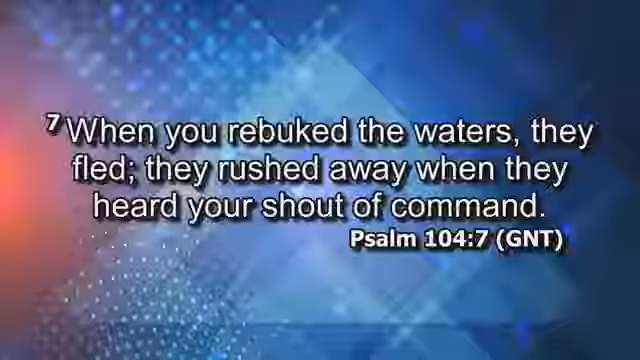 7 When you rebuked the waters, they
fled; they rushed away when they
heard your shout of command.
Psalm 104:7 (GNT)